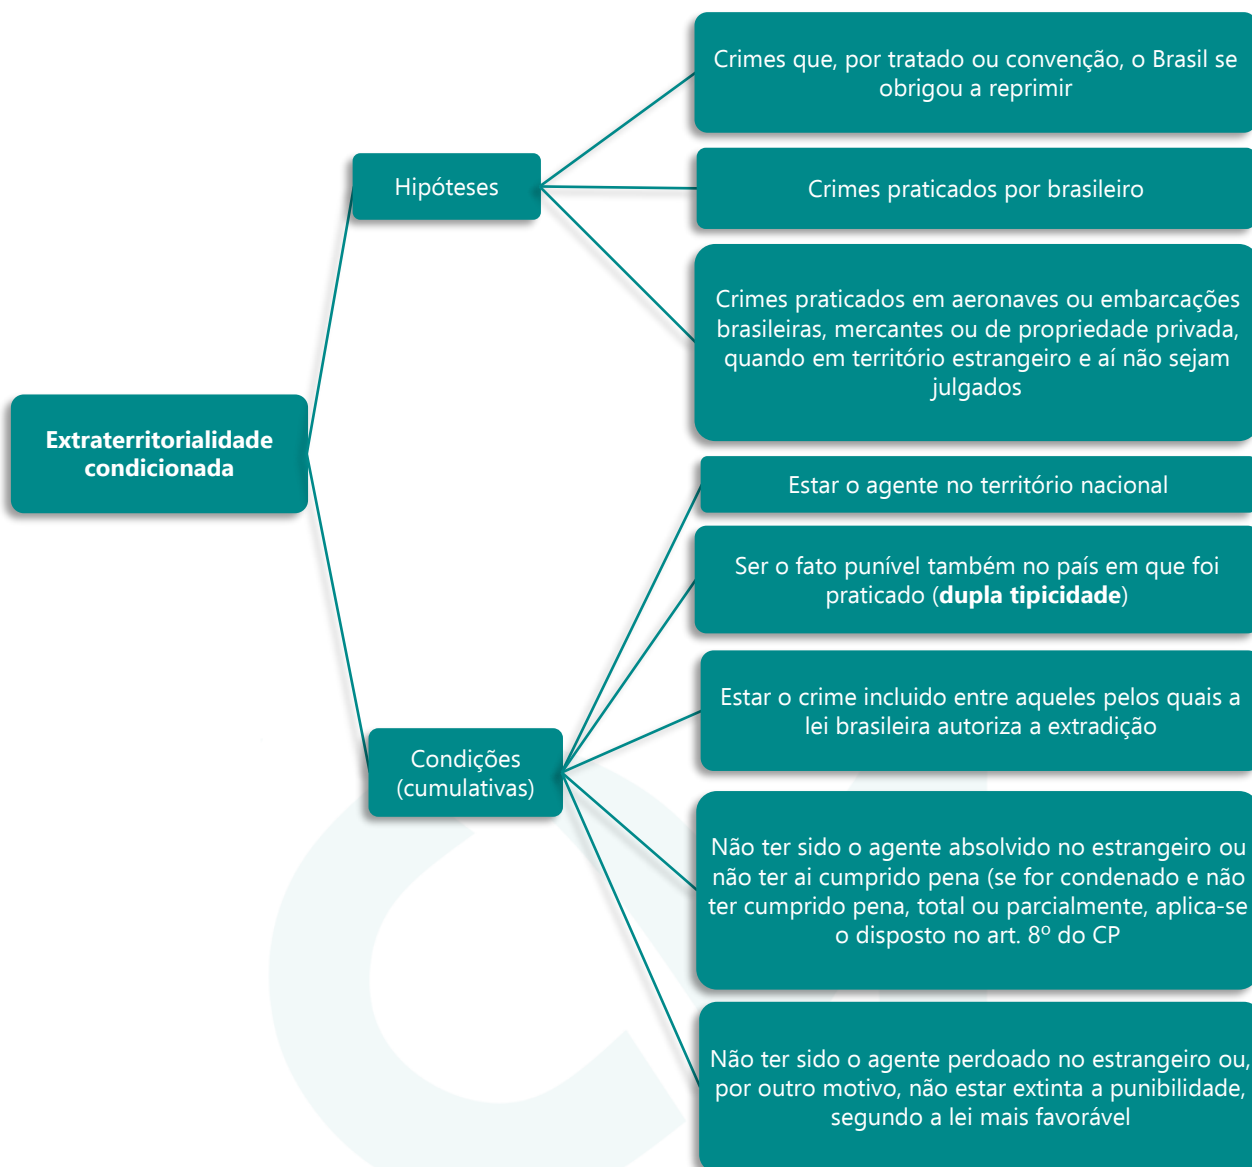 Crimes que, por tratado ou convenção, o Brasil se
obrigou a reprimir
Hipóteses
Crimes praticados por brasileiro
Crimes praticados em aeronaves ou embarcações
brasileiras, mercantes ou de propriedade privada,
quando em território estrangeiro e aí não sejam
julgados
Extraterritorialidade
condicionada
Estar o agente no território nacional
Ser o fato punível também no país em que foi
praticado (dupla tipicidade)
Estar o crime incluido entre aqueles pelos quais a
lei brasileira autoriza a extradição
Condições
(cumulativas)
Não ter sido o agente absolvido no estrangeiro ou
não ter ai cumprido pena (se for condenado e não
ter cumprido pena, total ou parcialmente, aplica-se
o disposto no art. 8º do CP
Não ter sido o agente perdoado no estrangeiro ou,
por outro motivo, não estar extinta a punibilidade,
segundo a lei mais favorável